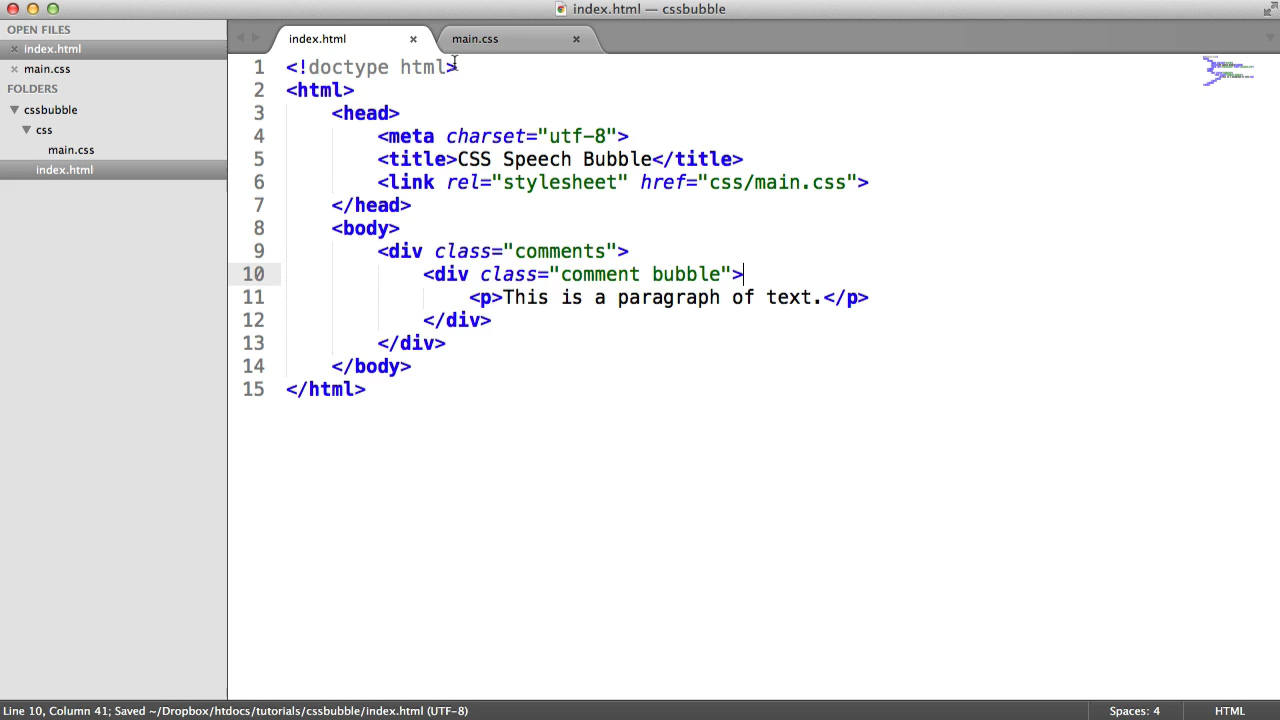 index.html — cssbubble
OPEN FILES
index.html
main.css
FOLDERS
cssbubble
css
main.css
index.html
index.html
main.css
1 <!doctype html>
2 <html>
3 <head>
4 <meta charset="utf-8">
5 <title>CSS Speech Bubble</title>
6 <link rel="stylesheet" href="css/main.css">
7 </head>
8 <body>
9 <div class="comments">
10 <div class="comment bubble">
11 <p>This is a paragraph of text.</p>
12 </div>
13 </div>
14 </body>
15 </html>
Line 10, Column 41; Saved ~/Dropbox/htdocs/tutorials/cssbubble/index.html (UTF-8)
Spaces: 4
HTML